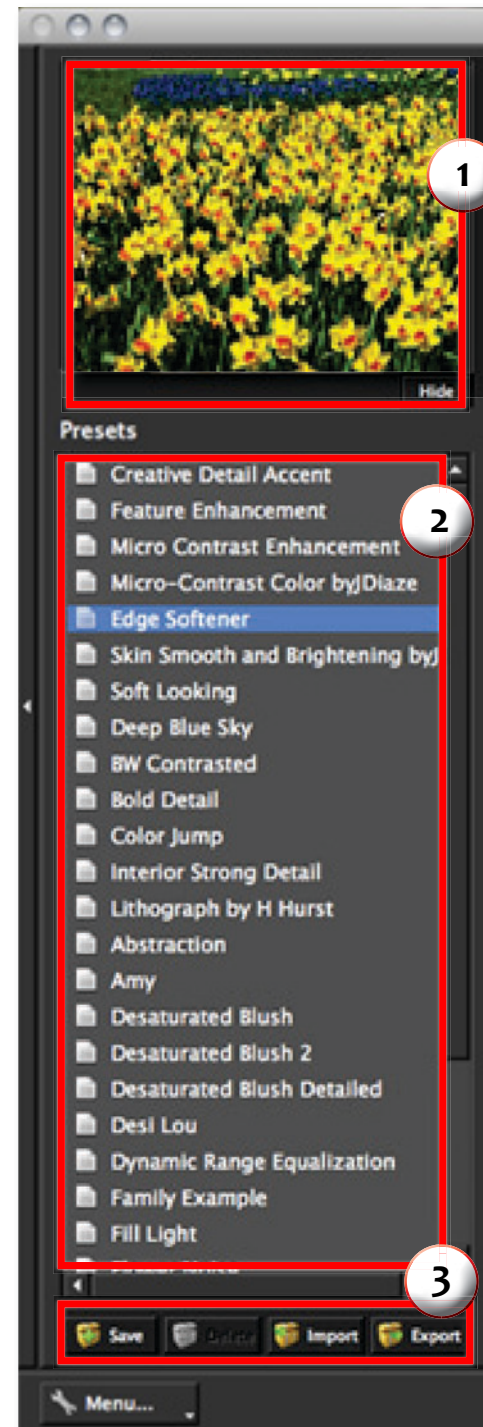 1
Hide
Presets
Creative Detail Accent
2
Feature Enhancement
Micro Contrast Enhancement
Micro-Contrast Color byJDiaze
Edge Softener
Skin Smooth and Brightening byJ
Soft Looking
Deep Blue Sky
BW Contrasted
Bold Detail
Color Jump
Interior Strong Detail
Lithograph by H Hurst
Abstraction
Amy
Desaturated Blush
Desaturated Blush 2
Desaturated Blush Detailed
Desi Lou
Dynamic Range Equalization
Family Example
Fill Light
3
Save Delete Import Export
Menu...